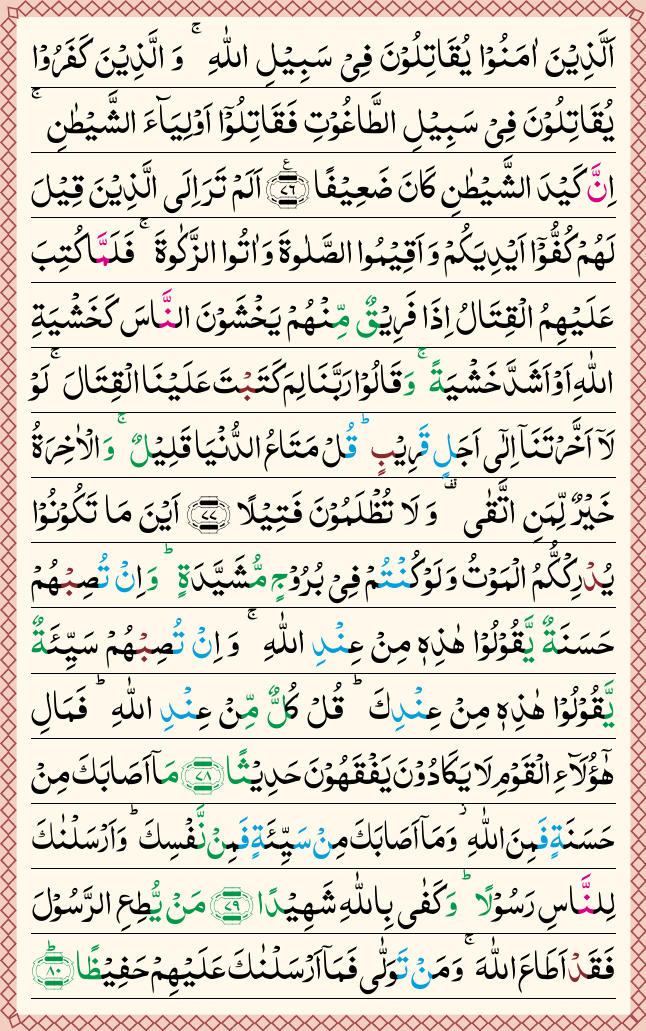 اَلَّذِيْنَ اٰمَنُوْا يُقَاتِلُوْنَ فِىْ سَبِيْلِ اللّٰهِ ۚ وَ الَّذِيْنَ كَفَرُوْا
يُقَاتِلُوْنَ فِىْ سَبِيْلِ الطَّاغُوْتِ فَقَاتِلُوْۤا اَوْلِيَآءَ الشَّيْطٰنِ ۚ
اِنَّ كَيْدَ الشَّيْطٰنِ كَانَ ضَعِيْفًا ﴿۷۶﴾ اَلَمْ تَرَ اِلَى الَّذِيْنَ قِيْلَ
لَهُمْ كُفُّوْۤا اَيْدِيَكُمْ وَ اَقِيْمُوا الصَّلٰوةَ وَ اٰتُوا الزَّكٰوةَ ۚ فَلَمَّا كُتِبَ
عَلَيْهِمُ الْقِتَالُ اِذَا فَرِيْقٌ مِّنْهُمْ يَخْشَوْنَ النَّاسَ كَخَشْيَةِ
اللّٰهِ اَوْ اَشَدَّ خَشْيَةً ۚ وَ قَالُوْا رَبَّنَا لِمَ كَتَبْتَ عَلَيْنَا الْقِتَالَ ۚ لَوْ
لَاۤ اَخَّرْتَنَاۤ اِلٰٓى اَجَلٍ قَرِيْبٍ ؕ قُلْ مَتَاعُ الدُّنْيَا قَلِيْلٌ ۚ وَ الْاٰخِرَةُ
خَيْرٌ لِّمَنِ اتَّقٰى ۟ وَ لَا تُظْلَمُوْنَ فَتِيْلًا ﴿۷۷﴾ اَيْنَ مَا تَكُوْنُوْا
يُدْرِكْكُّمُ الْمَوْتُ وَ لَوْ كُنْتُمْ فِىْ بُرُوْجٍ مُّشَيَّدَةٍ ؕ وَ اِنْ تُصِبْهُمْ
حَسَنَةٌ يَّقُوْلُوْا هٰذِهٖ مِنْ عِنْدِ اللّٰهِ ۚ وَ اِنْ تُصِبْهُمْ سَيِّئَةٌ
يَّقُوْلُوْا هٰذِهٖ مِنْ عِنْدِكَ ؕ قُلْ كُلٌّ مِّنْ عِنْدِ اللّٰهِ ؕ فَمَالِ
هٰٓؤُلَآءِ الْقَوْمِ لَا يَكَادُوْنَ يَفْقَهُوْنَ حَدِيْثًا ﴿۷۸﴾ مَاۤ اَصَابَكَ مِنْ
حَسَنَةٍ فَمِنَ اللّٰهِ ؗ وَ مَاۤ اَصَابَكَ مِنْ سَيِّئَةٍ فَمِنْ نَّفْسِكَ ؕ وَ اَرْسَلْنٰكَ
لِلنَّاسِ رَسُوْلًا ؕ وَ كَفٰى بِاللّٰهِ شَهِيْدًا ﴿۷۹﴾ مَنْ يُّطِعِ الرَّسُوْلَ
فَقَدْ اَطَاعَ اللّٰهَ ۚ وَ مَنْ تَوَلّٰى فَمَاۤ اَرْسَلْنٰكَ عَلَيْهِمْ حَفِيْظًا ﴿ؕ۸۰﴾